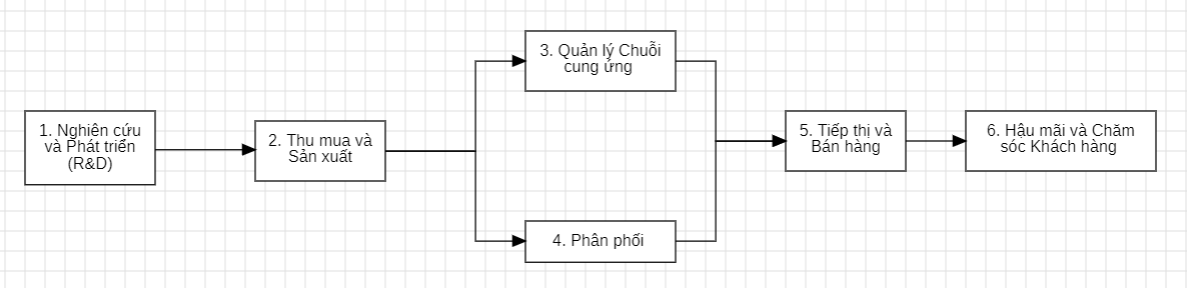 1. Nghiên cứu
và Phát triển
(R&D)
2. Thu mua và
Sản xuất
3. Quản lý Chuỗi
cung ứng
4. Phân phối
5. Tiếp thị và
Bán hàng
6. Hậu mãi và Chăm
sóc Khách hàng